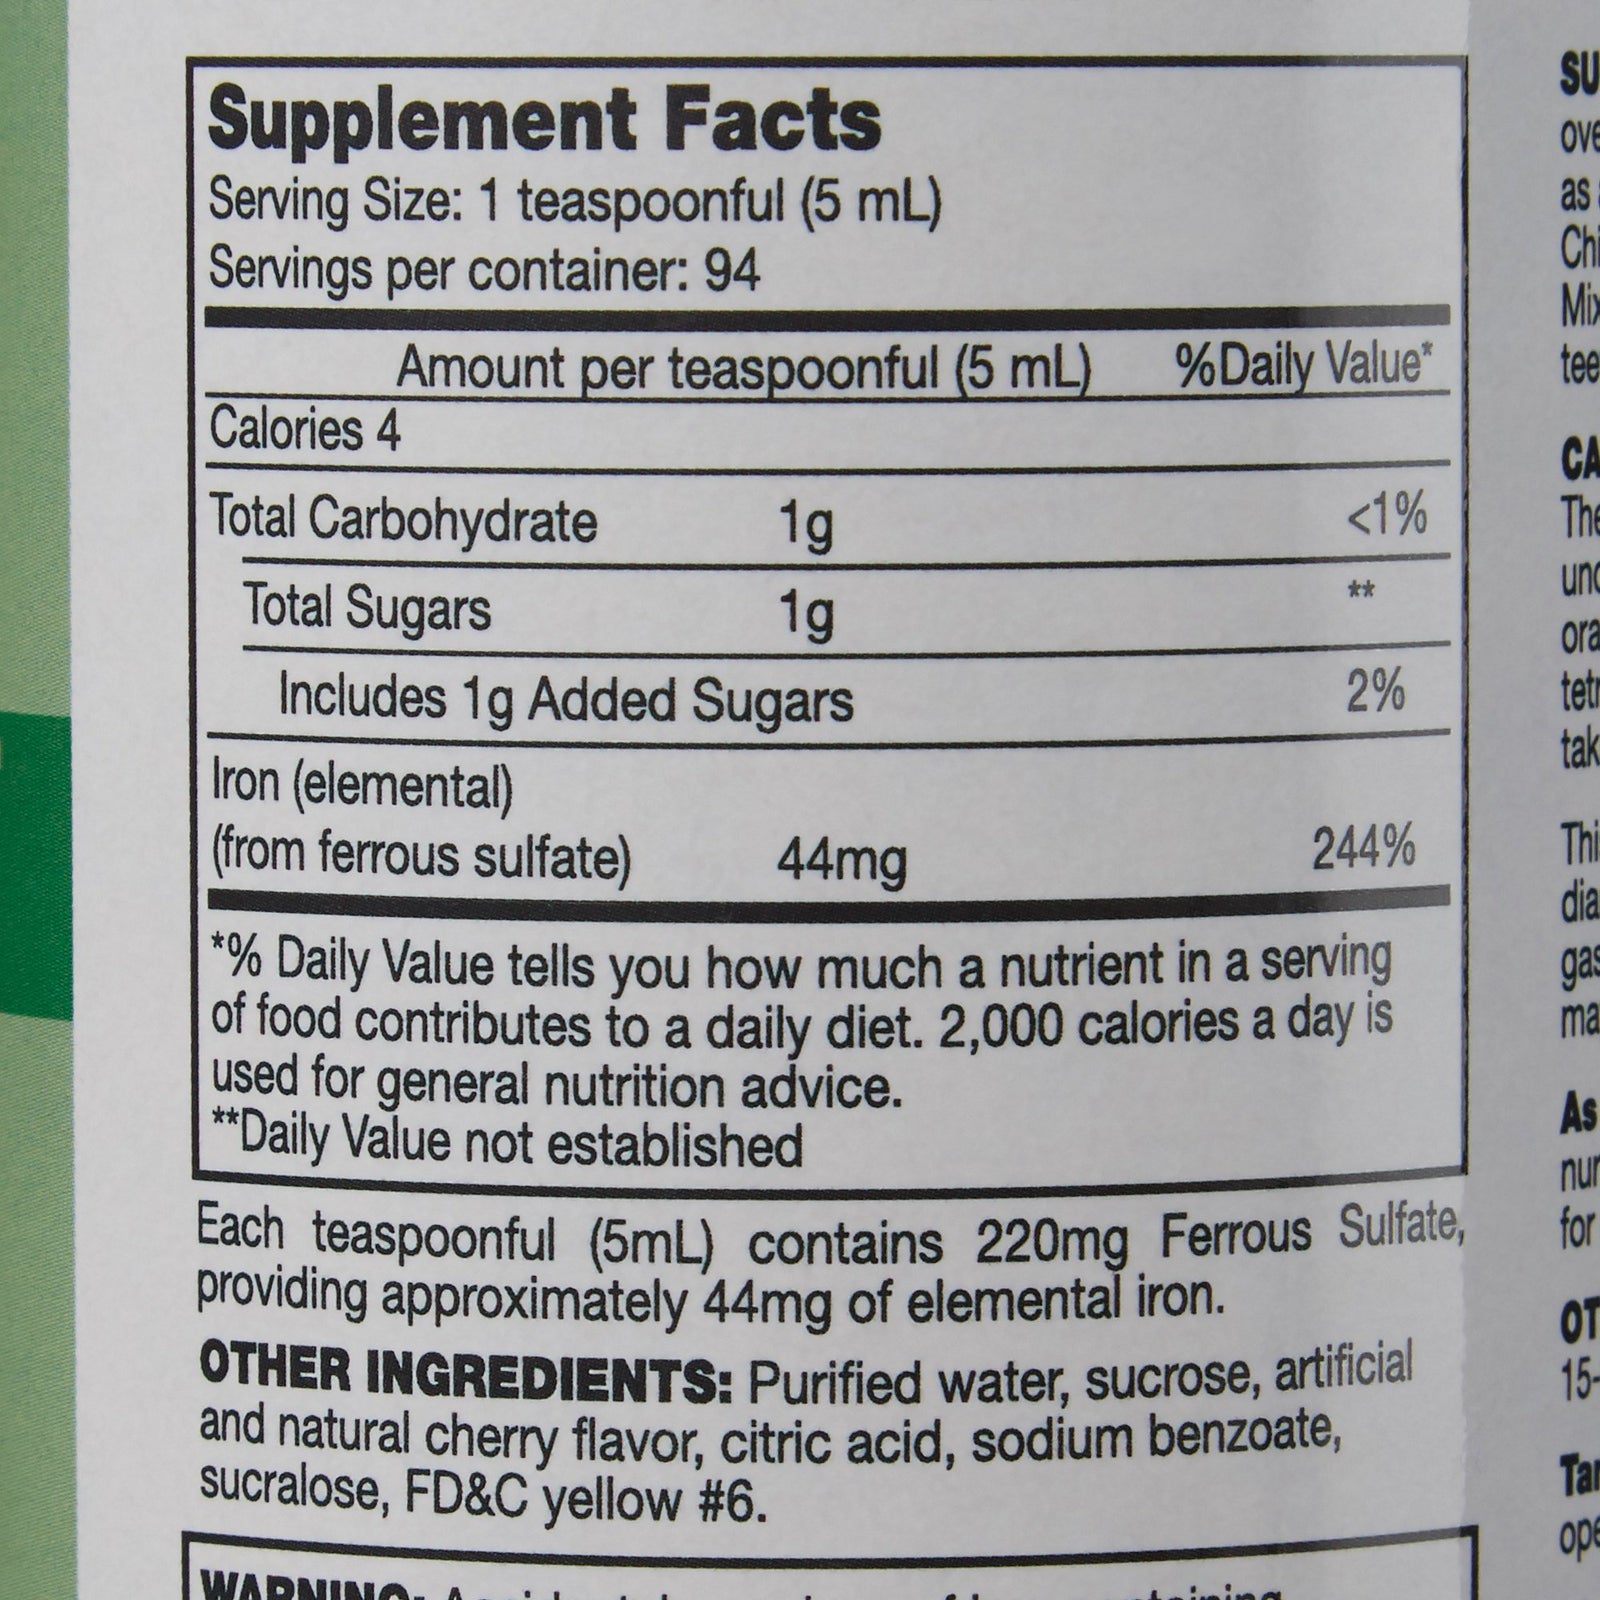 Supplement Facts
Serving Size: 1 teaspoonful (5 mL)
Servings per container: 94
Amount per teaspoonful (5 mL) %Daily Value*
Calories 4
Total Carbohydrate 1g <1%
Total Sugars 1g **
Includes 1g Added Sugars 2%
Iron (elemental)
(from ferrous sulfate) 44mg 244%
*% Daily Value tells you how much a nutrient in a serving
of food contributes to a daily diet. 2,000 calories a day is
used for general nutrition advice.
**Daily Value not established
Each teaspoonful (5mL) contains 220mg Ferrous Sulfate,
providing approximately 44mg of elemental iron.
OTHER INGREDIENTS: Purified water, sucrose, artificial
and natural cherry flavor, citric acid, sodium benzoate,
sucralose, FD&C yellow #6.
WARNING:
as
As
for
15-